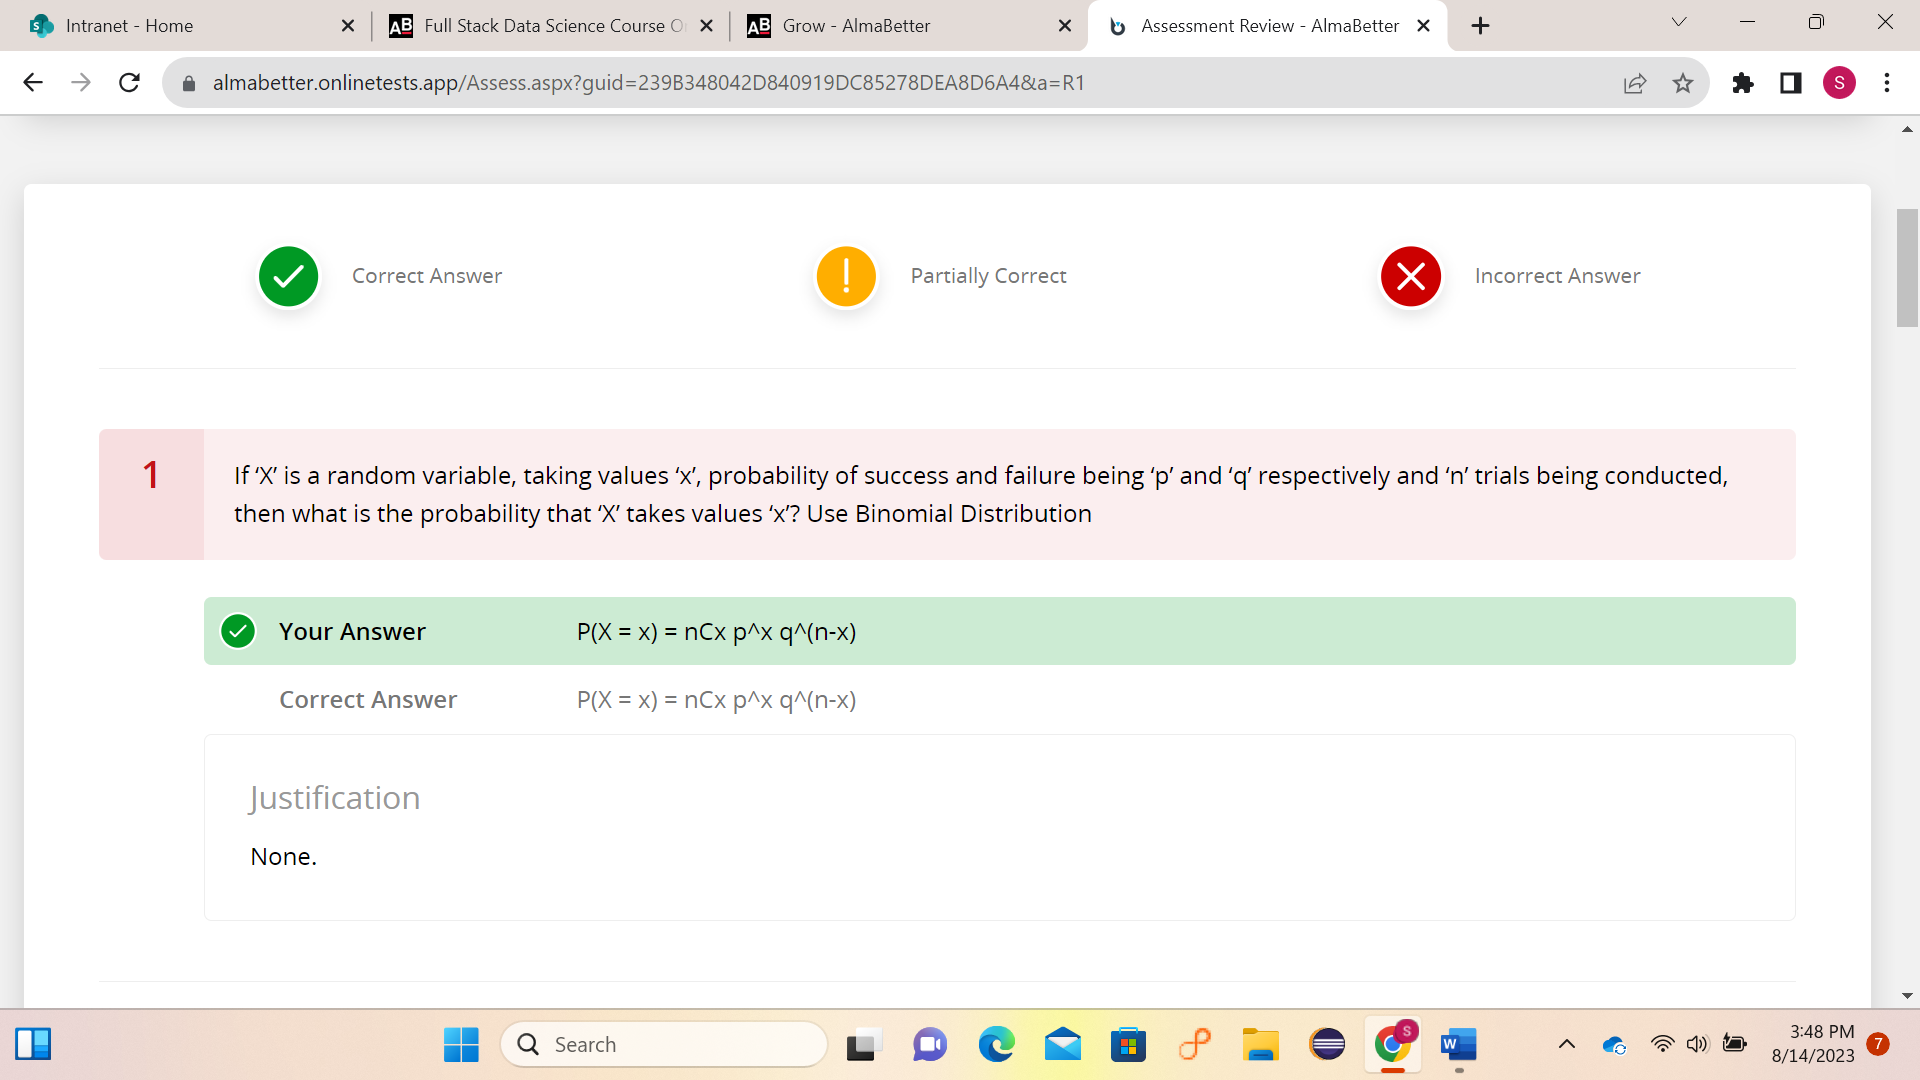 Intranet - Home
AB Full Stack Data Science Course O
AB Grow - AlmaBetter
Assessment Review - AlmaBetter
almabetter.onlinetests.app/Assess.aspx?guid=239B348042D840919DC85278DEA8D6A4&a=R1
S
Correct Answer
Partially Correct
Incorrect Answer
1
If ‘X’ is a random variable, taking values ‘x’, probability of success and failure being ‘p’ and ‘q’ respectively and ‘n’ trials being conducted,
then what is the probability that ‘X’ takes values ‘x’? Use Binomial Distribution
Your Answer P(X = x) = nCx p^x q^(n-x)
Correct Answer P(X = x) = nCx p^x q^(n-x)
Justification
None.
Search
S
W
3:48 PM
8/14/2023
7